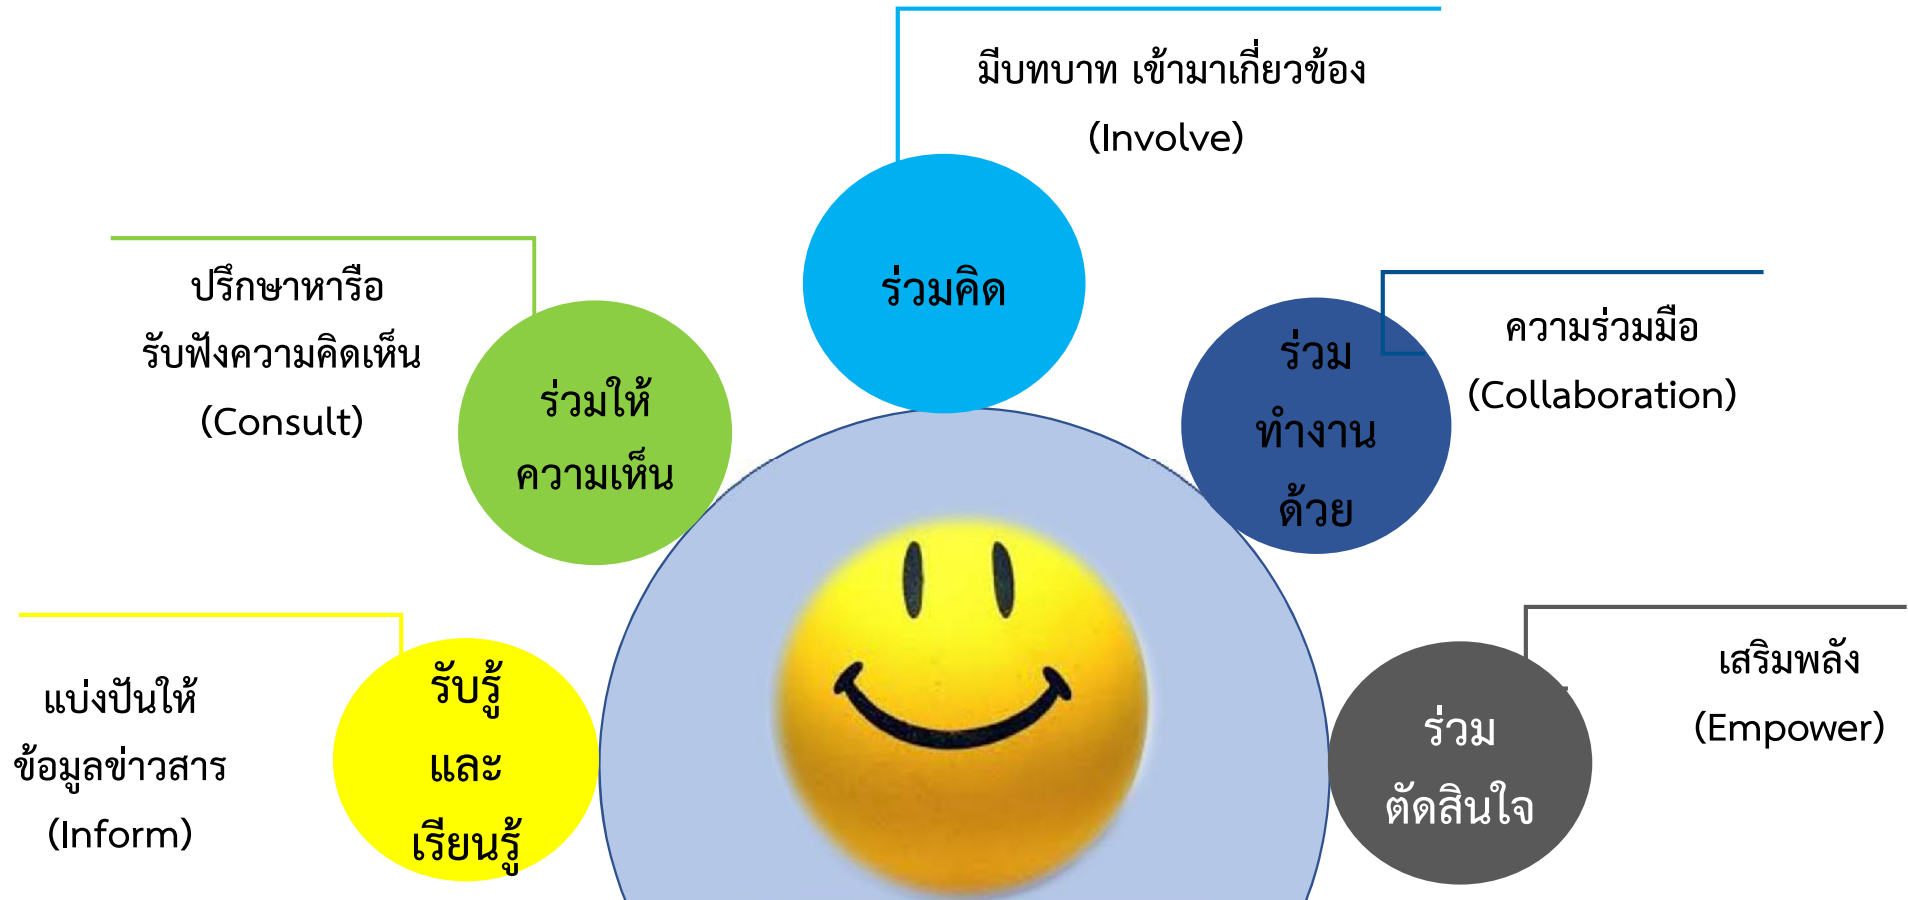 มีบทบาท เข้ามาเกี่ยวข้อง
(Involve)
ร่วมคิด
ปรึกษาหารือ
รับฟังความคิดเห็น
(Consult)
ร่วมให้
ความเห็น
ความร่วมมือ
(Collaboration)
ร่วม
ทำงาน
ด้วย
แบ่งปันให้
ข้อมูลข่าวสาร
(Inform)
รับรู้
และ
เรียนรู้
เสริมพลัง
(Empower)
ร่วม
ตัดสินใจ